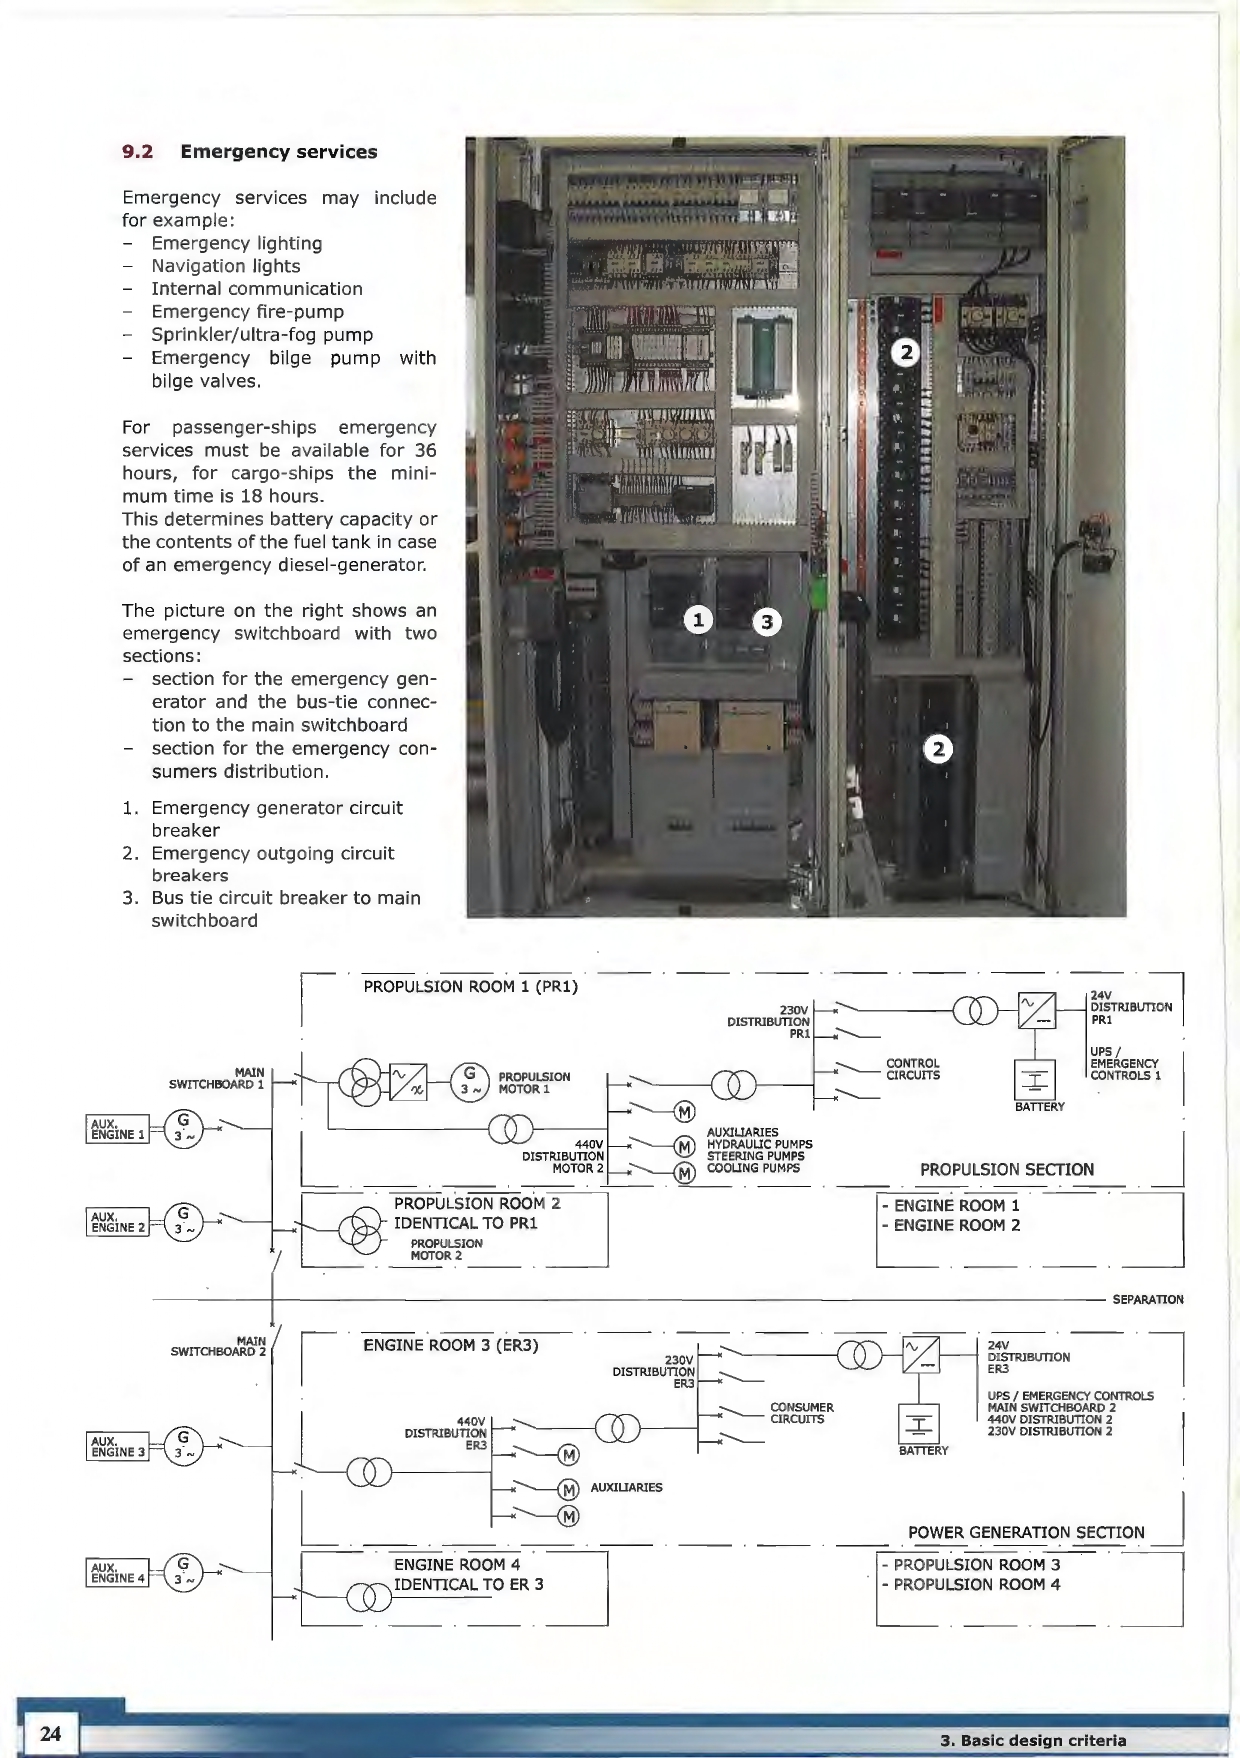 9.2 Emergency services
Emergency services may include
for example:
– Emergency lighting
– Navigation lights
– Internal communication
– Emergency fire-pump
– Sprinkler/ultra-fog pump
– Emergency bilge pump with
bilge valves.
For passenger-ships emergency
services must be available for 36
hours, for cargo-ships the mini-
mum time is 18 hours.
This determines battery capacity or
the contents of the fuel tank in case
of an emergency diesel-generator.
The picture on the right shows an
emergency switchboard with two
sections:
– section for the emergency gen-
erator and the bus-tie connec-
tion to the main switchboard
– section for the emergency con-
sumers distribution.
1. Emergency generator circuit
breaker
2. Emergency outgoing circuit
breakers
3. Bus tie circuit breaker to main
switchboard
2
1
3
2
PROPULSION ROOM 1 (PR1)
230V
DISTRIBUTION
PR1
24V
DISTRIBUTION
PR1
UPS /
EMERGENCY
CONTROLS 1
CONTROL
CIRCUITS
BATTERY
MAIN
SWITCHBOARD 1
G
3 ~
PROPULSION
MOTOR 1
AUX.
ENGINE 1
G
3 ~
440V
DISTRIBUTION
MOTOR 2
M
M
M
AUXILIARIES
HYDRAULIC PUMPS
STEERING PUMPS
COOLING PUMPS
PROPULSION SECTION
AUX.
ENGINE 2
G
3 ~
PROPULSION ROOM 2
IDENTICAL TO PR1
PROPULSION
MOTOR 2
- ENGINE ROOM 1
- ENGINE ROOM 2
SEPARATION
MAIN
SWITCHBOARD 2
ENGINE ROOM 3 (ER3)
230V
DISTRIBUTION
ER3
24V
DISTRIBUTION
ER3
UPS / EMERGENCY CONTROLS
MAIN SWITCHBOARD 2
440V DISTRIBUTION 2
230V DISTRIBUTION 2
CONSUMER
CIRCUITS
BATTERY
440V
DISTRIBUTION
ER3
AUX.
ENGINE 3
G
3 ~
M
M
M
AUXILIARIES
POWER GENERATION SECTION
AUX.
ENGINE 4
G
3 ~
ENGINE ROOM 4
IDENTICAL TO ER 3
- PROPULSION ROOM 3
- PROPULSION ROOM 4
24
3. Basic design criteria